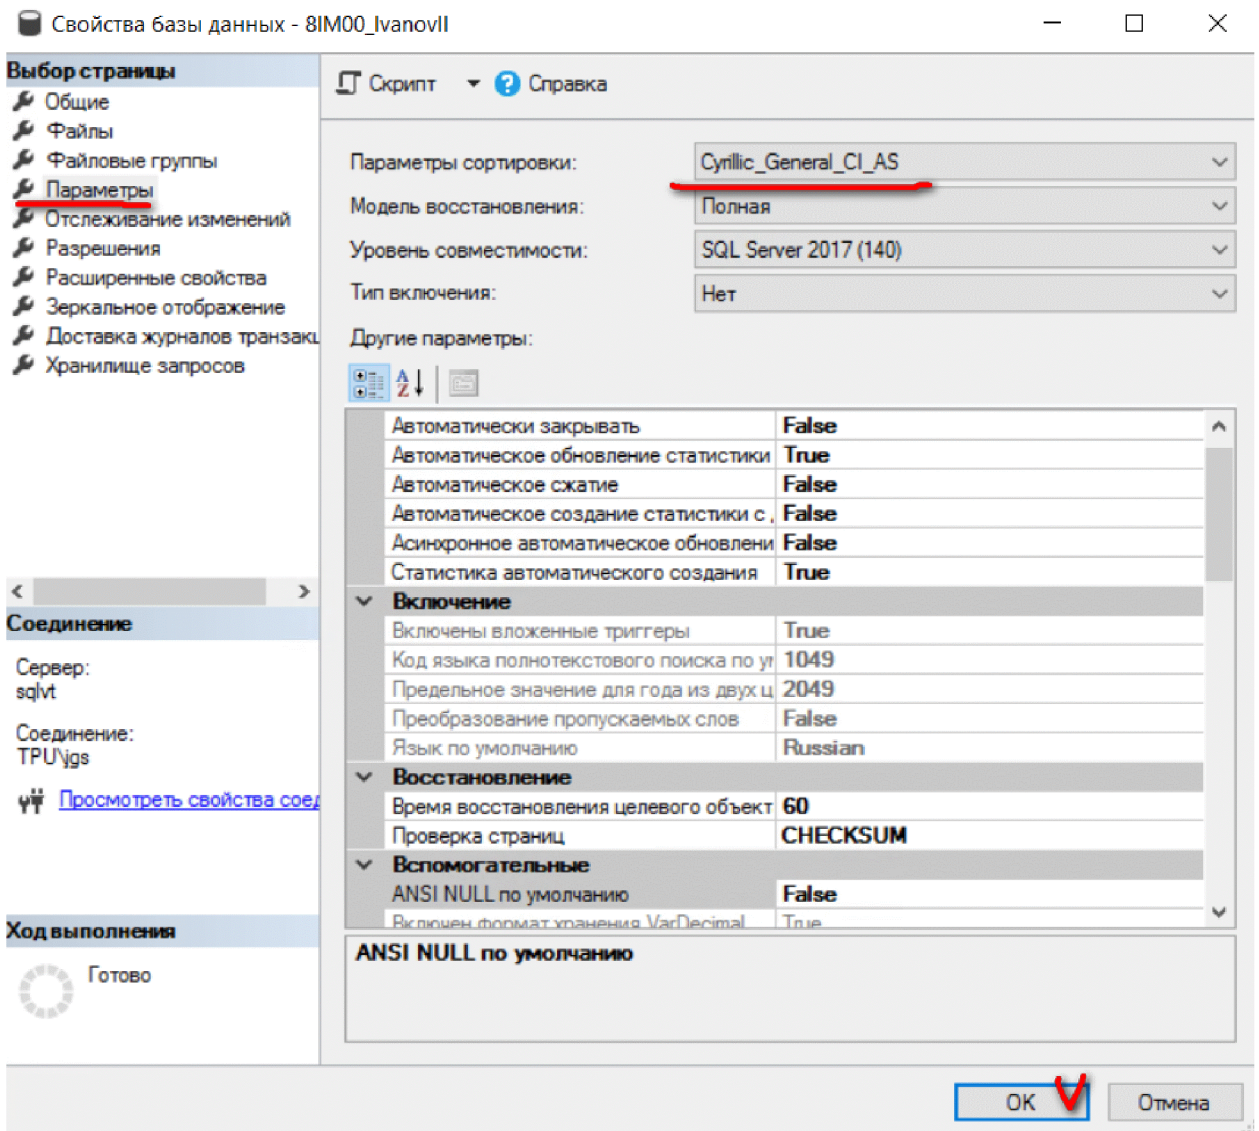 Свойства базы данных - 8IM00_IvanovII
Выбор страницы
Общие
Файлы
Файловые группы
Параметры
Отслеживание изменений
Разрешения
Расширенные свойства
Зеркальное отображение
Доставка журналов транзакц
Хранилище запросов
Соединение
Сервер:
sqlvt
Соединение:
TPU\jgs
Просмотреть свойства соед
Ход выполнения
Готово
Скрипт
Справка
Параметры сортировки: Cyrillic_General_CI_AS
Модель восстановления: Полная
Уровень совместимости: SQL Server 2017 (140)
Тип включения: Нет
Другие параметры:
Автоматически закрывать False
Автоматическое обновление статистики True
Автоматическое сжатие False
Автоматическое создание статистики с False
Асинхронное автоматическое обновлени False
Статистика автоматического создания True
Включение
Включены вложенные триггеры True
Код языка полнотекстового поиска по у 1049
Предельное значение для года из двух ц 2049
Преобразование пропускаемых слов False
Язык по умолчанию Russian
Восстановление
Время восстановления целевого объект 60
Проверка страниц CHECKSUM
Вспомогательные
ANSI NULL по умолчанию False
Включен формат хранения VarDecimal True
ANSI NULL по умолчанию
OK
Отмена